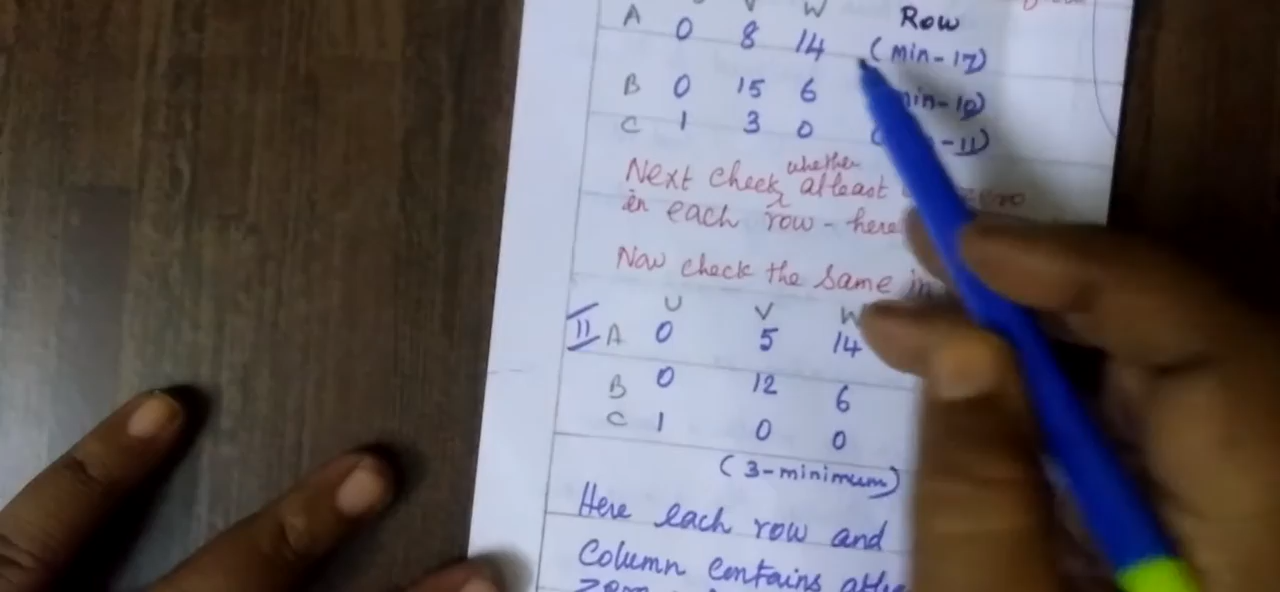 V W Row
A 0 8 14 (min-17)
B 0 15 6 min-10)
C 1 3 0 -11)
Next check whether atleast zero
in each row - here
Now check the same in
U V W
II A 0 5 14
B 0 12 6
C 1 0 0
(3-minimum)
Here each row and
Column contains